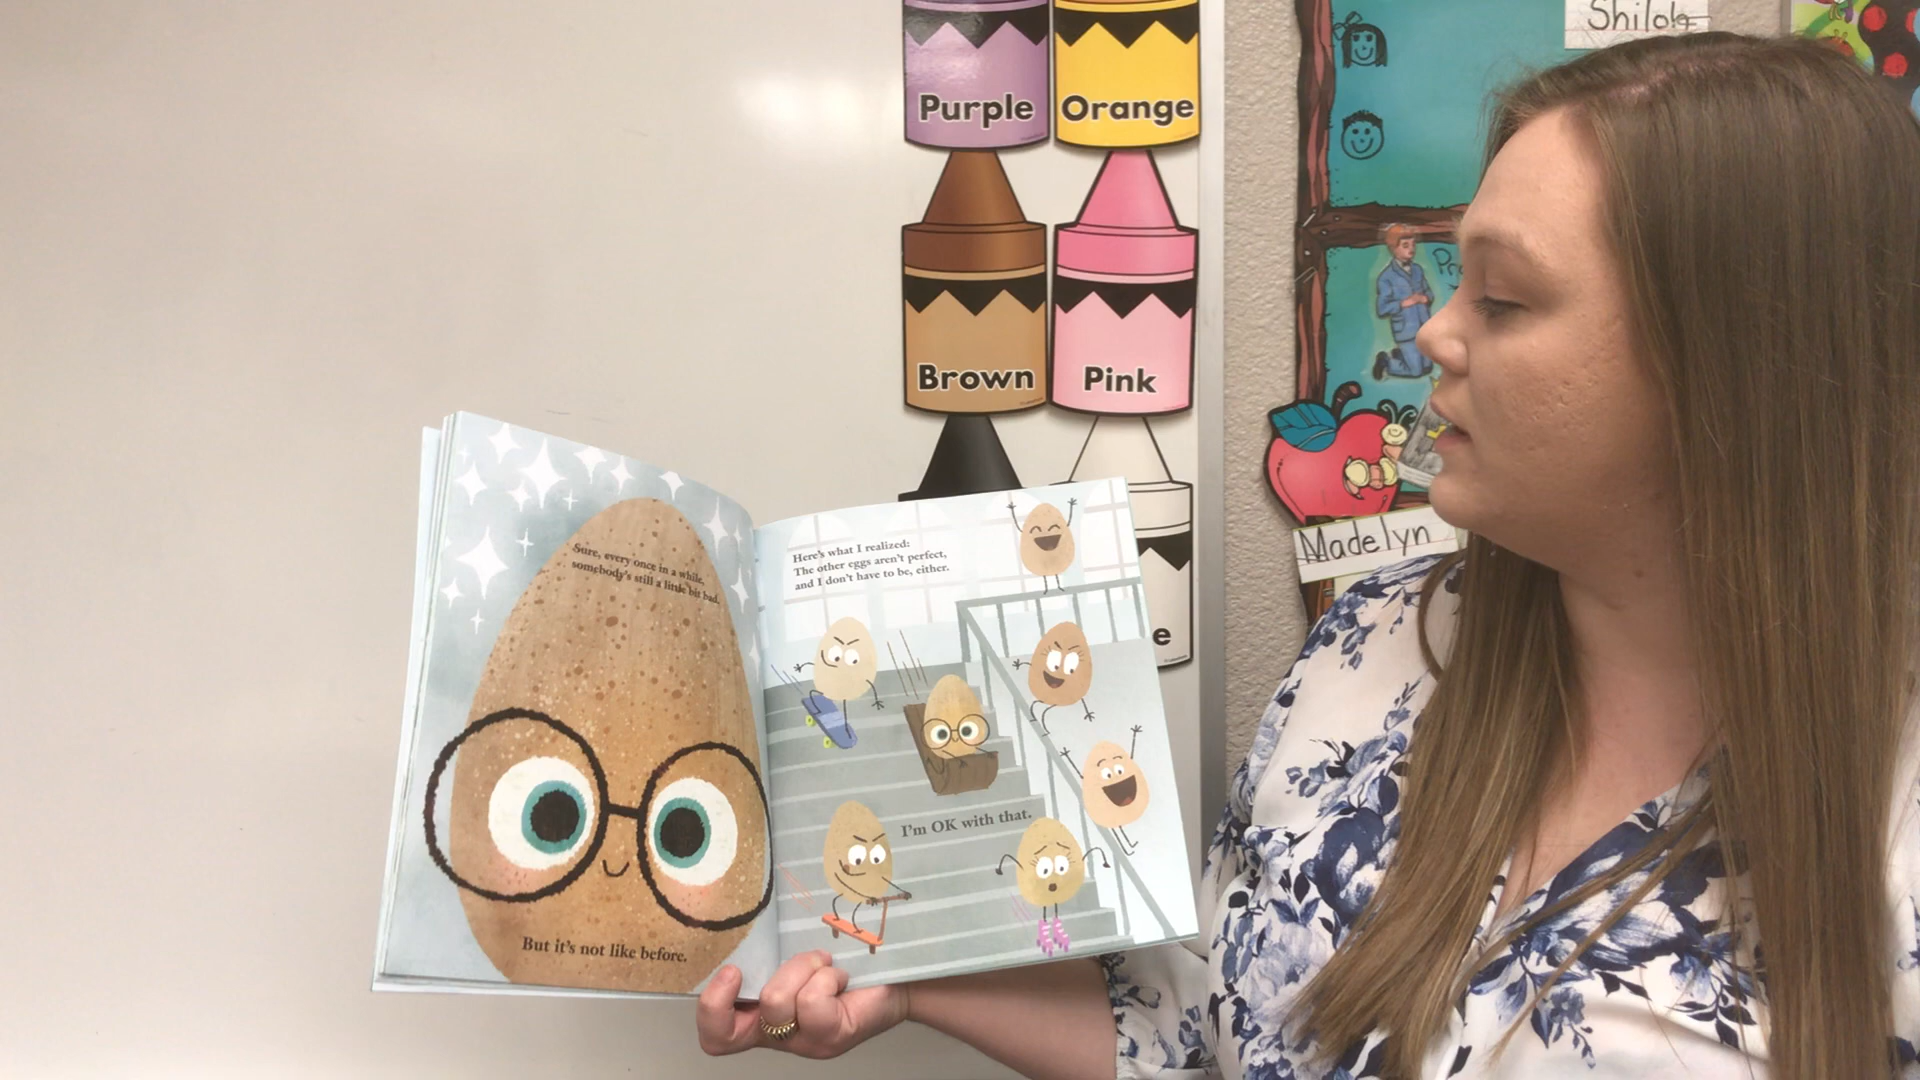 Purple
Orange
Brown
Pink
e
Madelyn
Sure, every once in a while,
somebody's still a little bit bad.
But it's not like before.
Here's what I realized:
The other eggs aren't perfect,
and I don't have to be, either.
I'm OK with that.